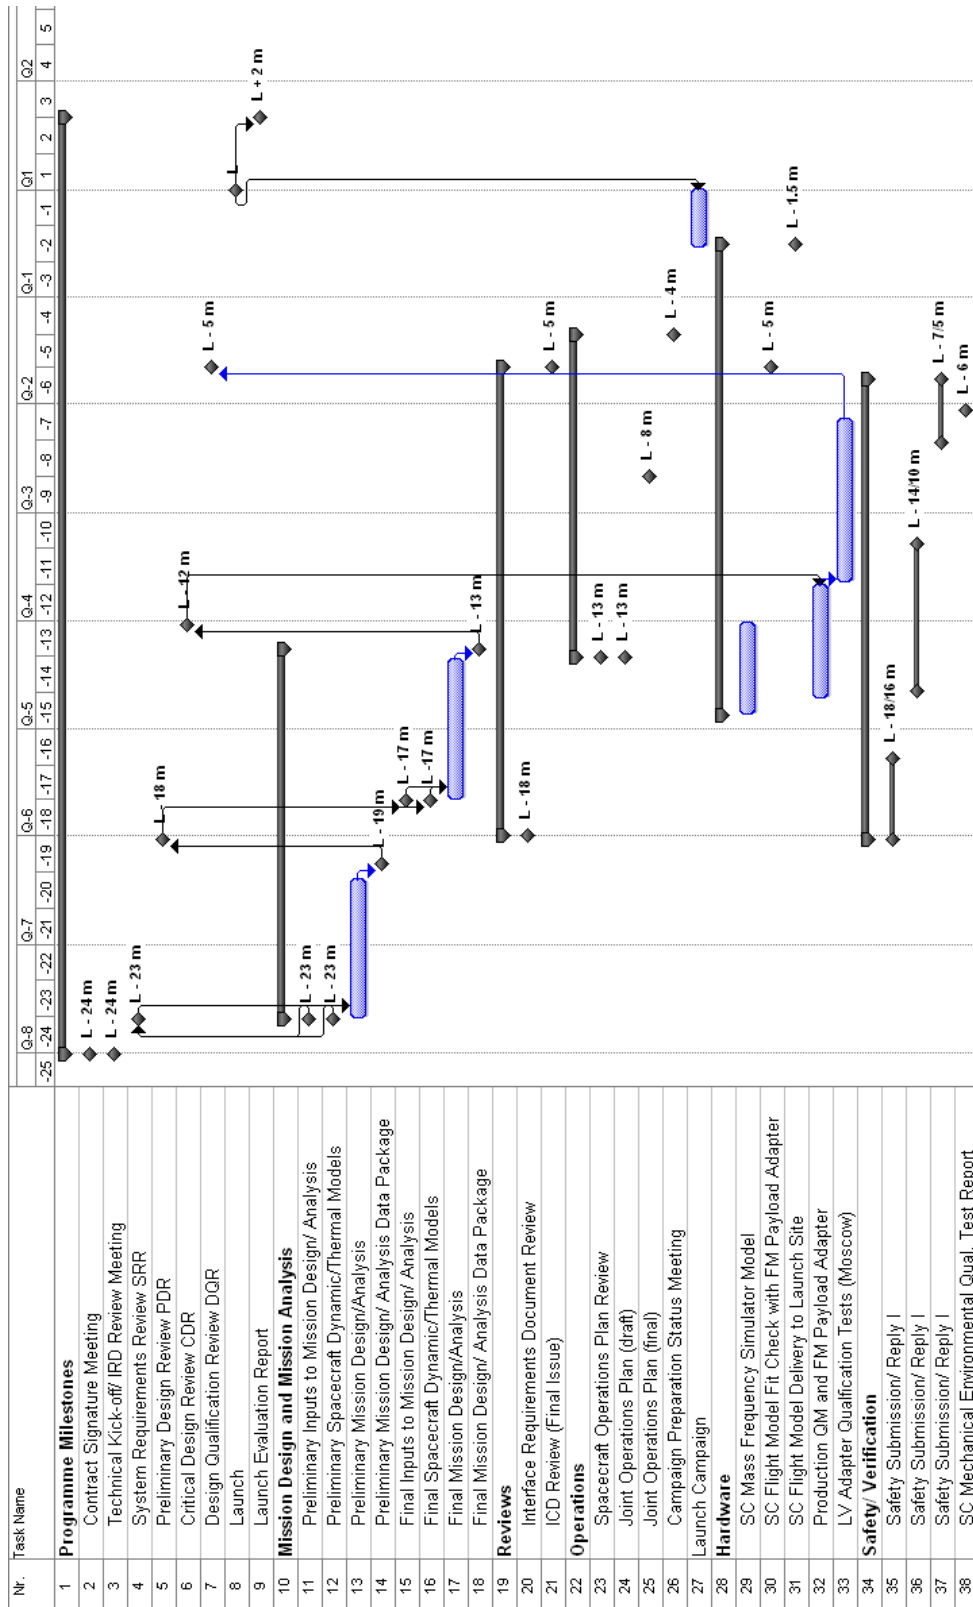 Nr. Task Name Q-8 Q-7 Q-6 Q-5 Q-4 Q-3 Q-2 Q-1 Q1 Q2
-25 -24 -23 -22 -21 -20 -19 -18 -17 -16 -15 -14 -13 -12 -11 -10 -9 -8 -7 -6 -5 -4 -3 -2 -1 1 2 3 4 5
1 Programme Milestones
2 Contract Signature Meeting L - 24 m
3 Technical Kick-off/ IRD Review Meeting L - 24 m
4 System Requirements Review SRR L - 23 m
5 Preliminary Design Review PDR L - 18 m
6 Critical Design Review CDR L - 12 m
7 Design Qualification Review DQR L - 5 m
8 Launch L
9 Launch Evaluation Report L + 2 m
10 Mission Design and Mission Analysis
11 Preliminary Inputs to Mission Design/ Analysis L - 23 m
12 Preliminary Spacecraft Dynamic/Thermal Models L - 23 m
13 Preliminary Mission Design/Analysis
14 Preliminary Mission Design/ Analysis Data Package L - 19 m
15 Final Inputs to Mission Design/ Analysis L - 17 m
16 Final Spacecraft Dynamic/Thermal Models L -17 m
17 Final Mission Design/Analysis
18 Final Mission Design/ Analysis Data Package L - 13 m
19 Reviews
20 Interface Requirements Document Review L - 18 m
21 ICD Review (Final Issue) L - 5 m
22 Operations
23 Spacecraft Operations Plan Review L - 13 m
24 Joint Operations Plan (draft) L - 13 m
25 Joint Operations Plan (final) L - 8 m
26 Campaign Preparation Status Meeting L - 4 m
27 Launch Campaign
28 Hardware
29 SC Mass Frequency Simulator Model
30 SC Flight Model Fit Check with FM Payload Adapter L - 5 m
31 SC Flight Model Delivery to Launch Site L - 1.5 m
32 Production QM and FM Payload Adapter
33 LV Adapter Qualification Tests (Moscow)
34 Safety/ Verification
35 Safety Submission/ Reply I L - 18/16 m
36 Safety Submission/ Reply I L - 14/10 m
37 Safety Submission/ Reply I L - 7/5 m
38 SC Mechanical Environmental Qual. Test Report L - 6 m